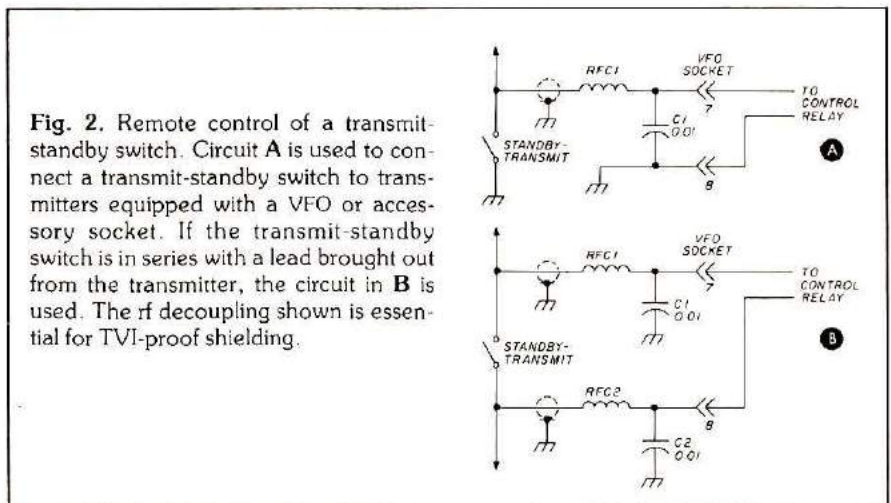 Fig. 2. Remote control of a transmit-
standby switch. Circuit A is used to con-
nect a transmit-standby switch to trans-
mitters equipped with a VFO or acces-
sory socket. If the transmit-standby
switch is in series with a lead brought out
from the transmitter, the circuit in B is
used. The rf decoupling shown is essen-
tial for TVI-proof shielding.
RFC1
VFO
SOCKET
7
TO
CONTROL
RELAY
C1
0.01
STANDBY-
TRANSMIT
8
A
RFC1
VFO
SOCKET
7
TO
CONTROL
RELAY
C1
0.01
STANDBY-
TRANSMIT
B
RFC2
8
C2
0.01